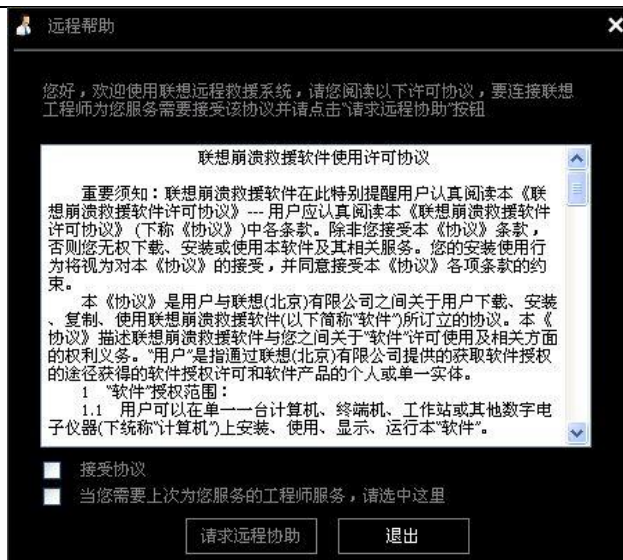 远程帮助
您好，欢迎使用联想远程救援系统，请您阅读以下许可协议，要连接联想
工程师为您服务需要接受该协议并请点击“请求远程协助”按钮
联想崩溃救援软件使用许可协议
重要须知：联想崩溃救援软件在此特别提醒用户认真阅读本《联
想崩溃救援软件许可协议》--- 用户应认真阅读本《联想崩溃救援软件
许可协议》（下称《协议》)中各条款。除非您接受本《协议》条款，
否则您无权下载、安装或使用本软件及其相关服务。您的安装使用行
为将视为对本《协议》的接受，并同意接受本《协议》各项条款的约
束。
本《协议》是用户与联想(北京)有限公司之间关于用户下载、安装
、复制、使用联想崩溃救援软件(以下简称“软件”)所订立的协议。本《
协议》描述联想崩溃救援软件与您之间关于“软件”许可使用及相关方面
的权利义务。“用户”是指通过联想(北京)有限公司提供的获取软件授权
的途径获得的软件授权许可和软件产品的个人或单一实体。
1 “软件”授权范围：
1.1 用户可以在单一一台计算机、终端机、工作站或其他数字电
子仪器(下统称“计算机”)上安装、使用、显示、运行本“软件”。
接受协议
当您需要上次为您服务的工程师服务，请选中这里
请求远程协助
退出